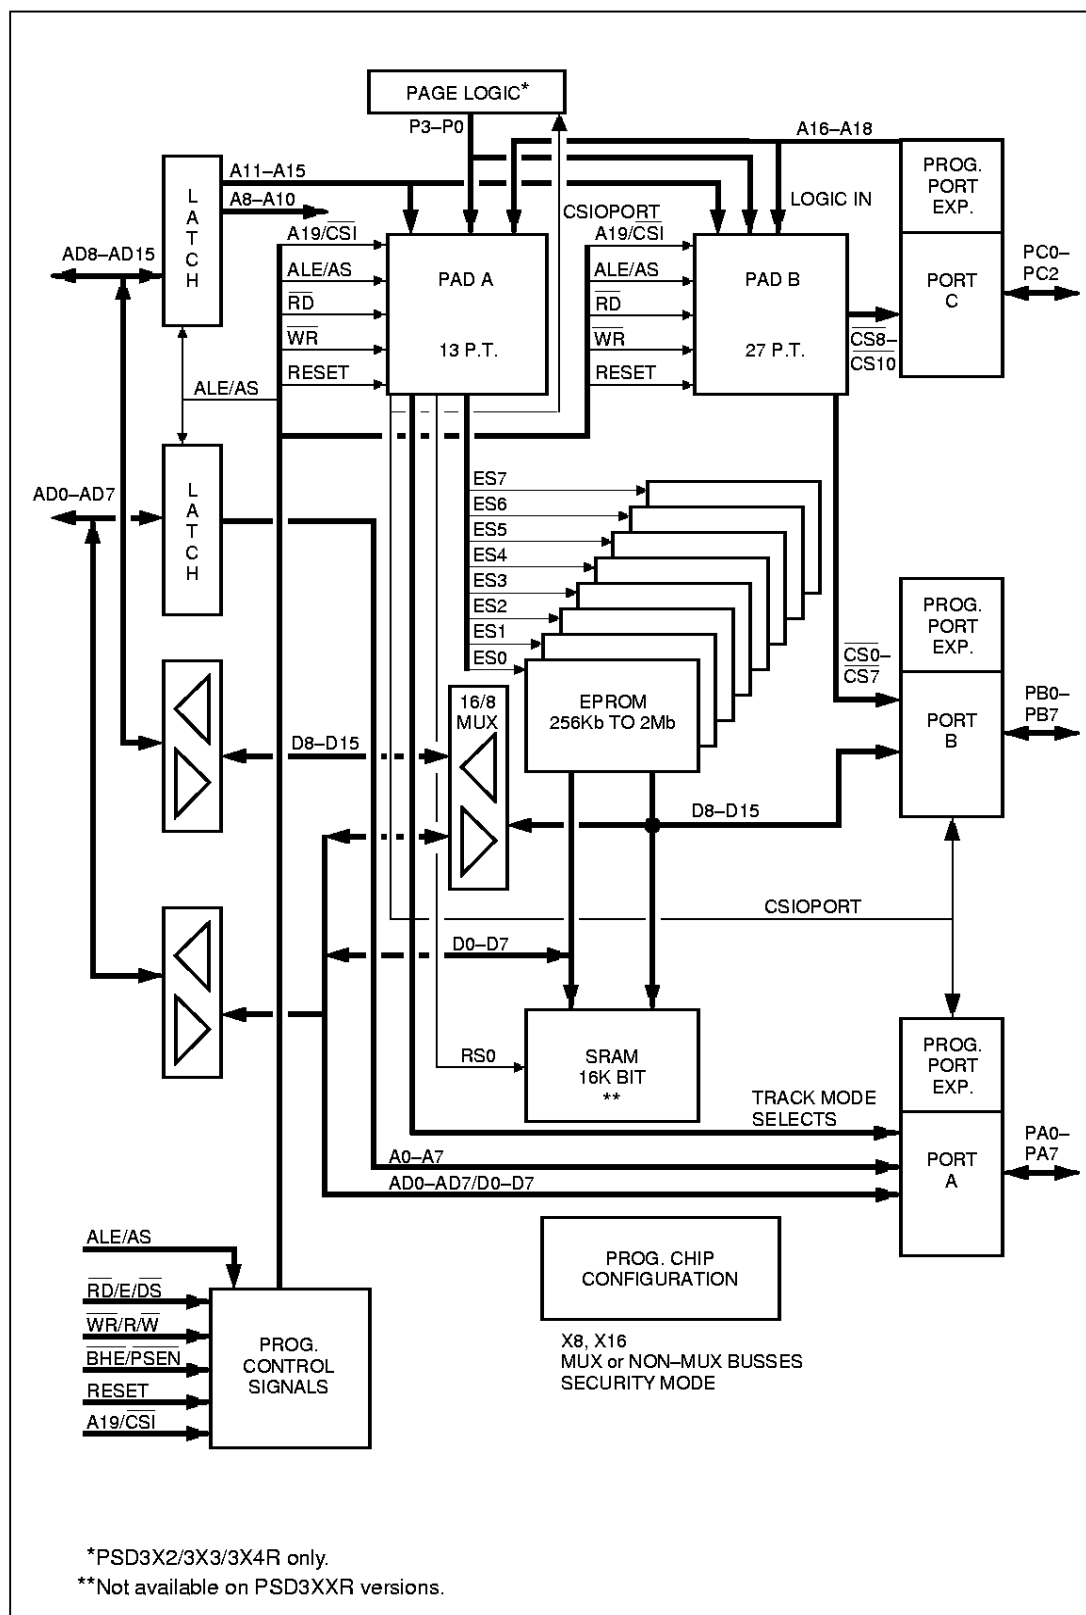 PAGE LOGIC*
P3–P0
A16–A18
PROG.
PORT
EXP.
A11–A15
A8–A10
LATCH
LOGIC IN
CSIOPORT
AD8–AD15
A19/CSI
ALE/AS
RD
WR
RESET
PAD A
13 P.T.
A19/CSI
ALE/AS
RD
WR
RESET
PAD B
27 P.T.
PORT
C
PC0–
PC2
CS8–
CS10
ALE/AS
AD0–AD7
LATCH
ES7
ES6
ES5
ES4
ES3
ES2
ES1
ES0
EPROM
256Kb TO 2Mb
PROG.
PORT
EXP.
CS0–
CS7
PORT
B
PB0–
PB7
16/8
MUX
D8–D15
D8–D15
CSIOPORT
D0–D7
RS0
SRAM
16K BIT
**
PROG.
PORT
EXP.
TRACK MODE
SELECTS
PORT
A
PA0–
PA7
A0–A7
AD0–AD7/D0–D7
ALE/AS
RD/E/DS
WR/R/W
BHE/PSEN
RESET
A19/CSI
PROG.
CONTROL
SIGNALS
PROG. CHIP
CONFIGURATION
X8, X16
MUX or NON–MUX BUSSES
SECURITY MODE
*PSD3X2/3X3/3X4R only.
**Not available on PSD3XXR versions.